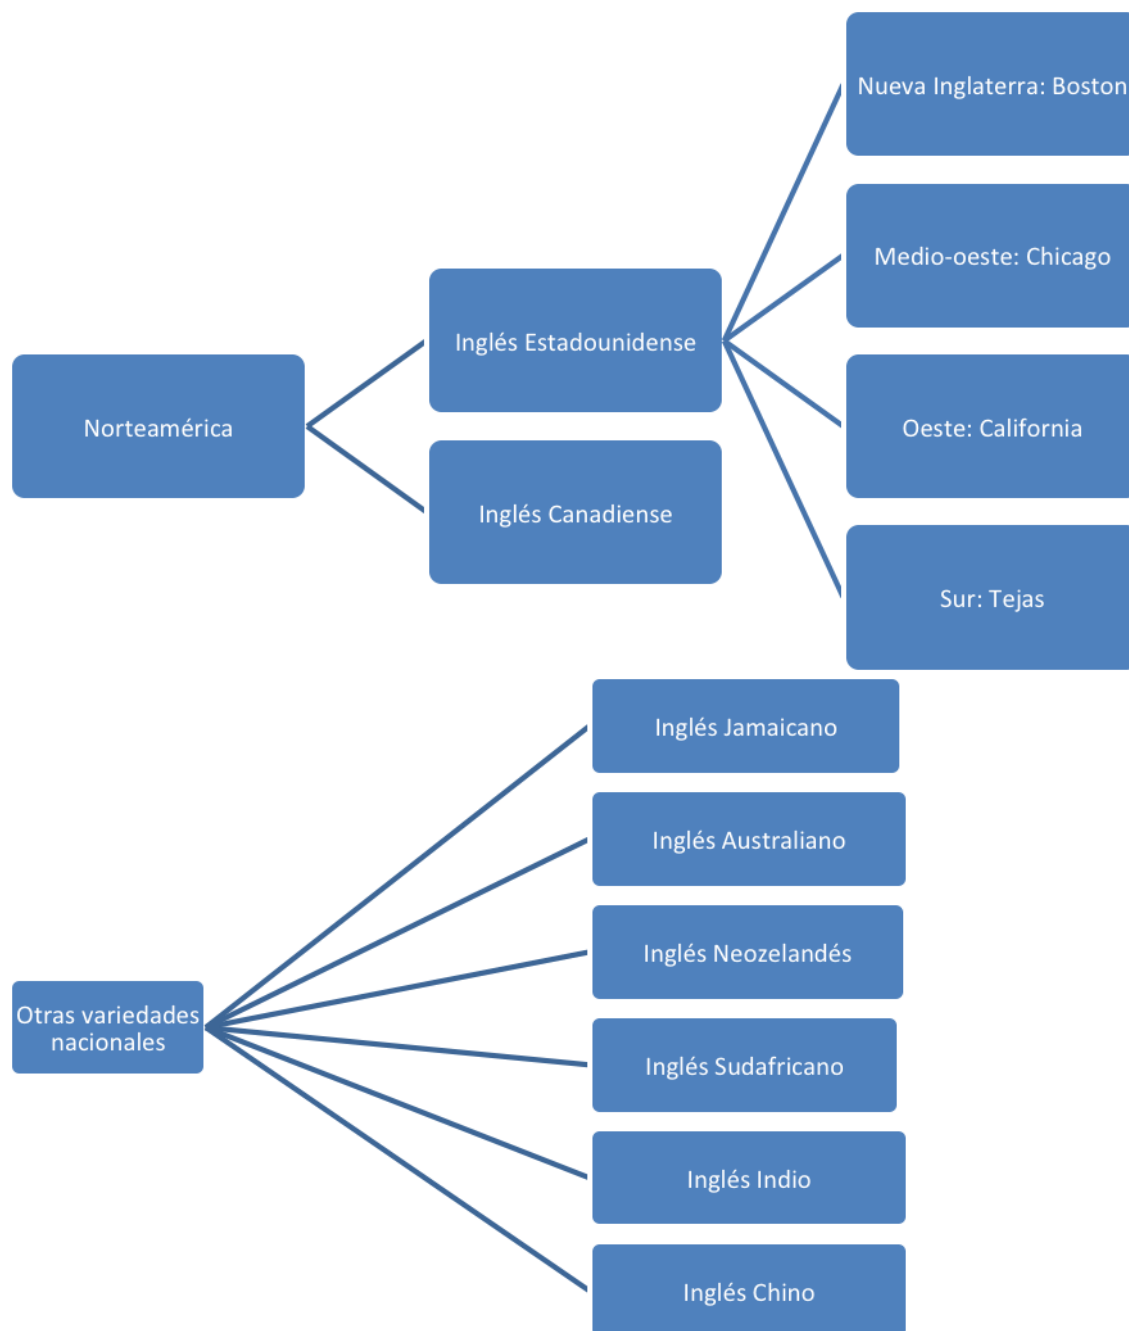 Norteamérica
Inglés Estadounidense
Inglés Canadiense
Nueva Inglaterra: Boston
Medio-oeste: Chicago
Oeste: California
Sur: Tejas
Otras variedades
nacionales
Inglés Jamaicano
Inglés Australiano
Inglés Neozelandés
Inglés Sudafricano
Inglés Indio
Inglés Chino